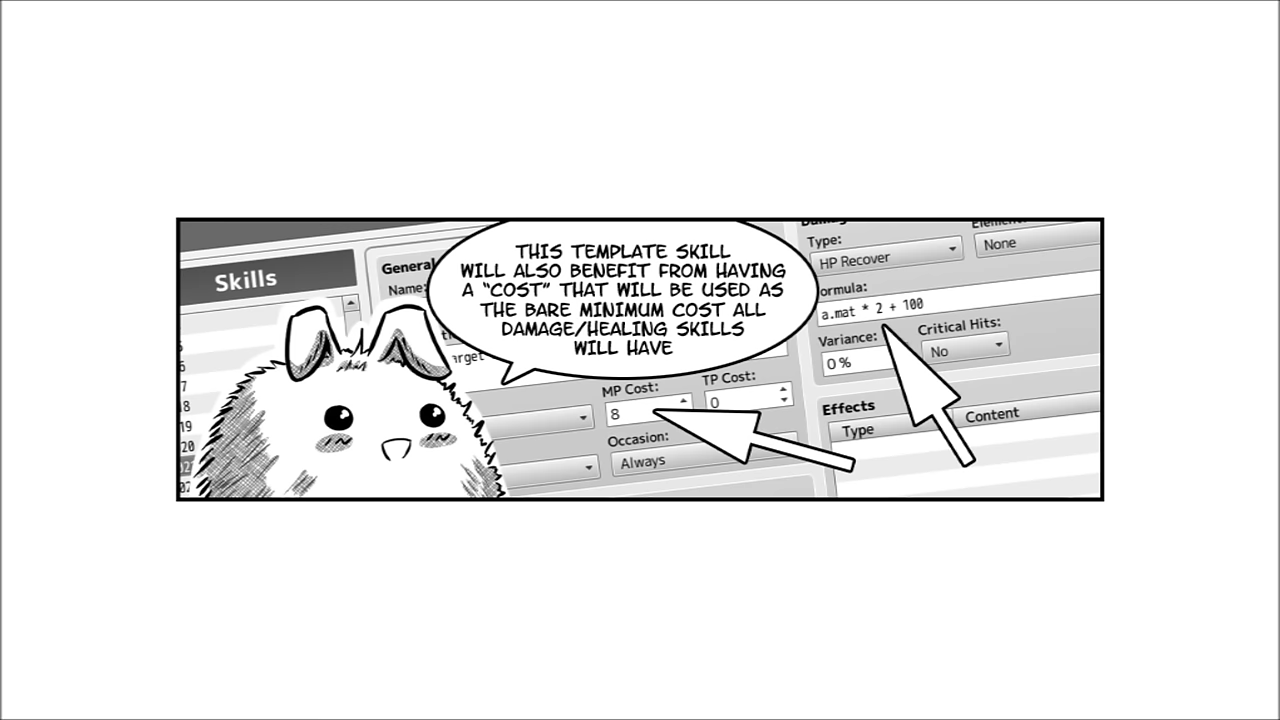 THIS TEMPLATE SKILL
WILL ALSO BENEFIT FROM HAVING
A "COST" THAT WILL BE USED AS
THE BARE MINIMUM COST ALL
DAMAGE/HEALING SKILLS
WILL HAVE
Skills
General
Name:
MP Cost:
TP Cost:
8
0
Occasion:
Always
Type:
HP Recover
None
a.mat * 2 + 100
Variance:
Critical Hits:
0 %
No
Effects
Type
Content